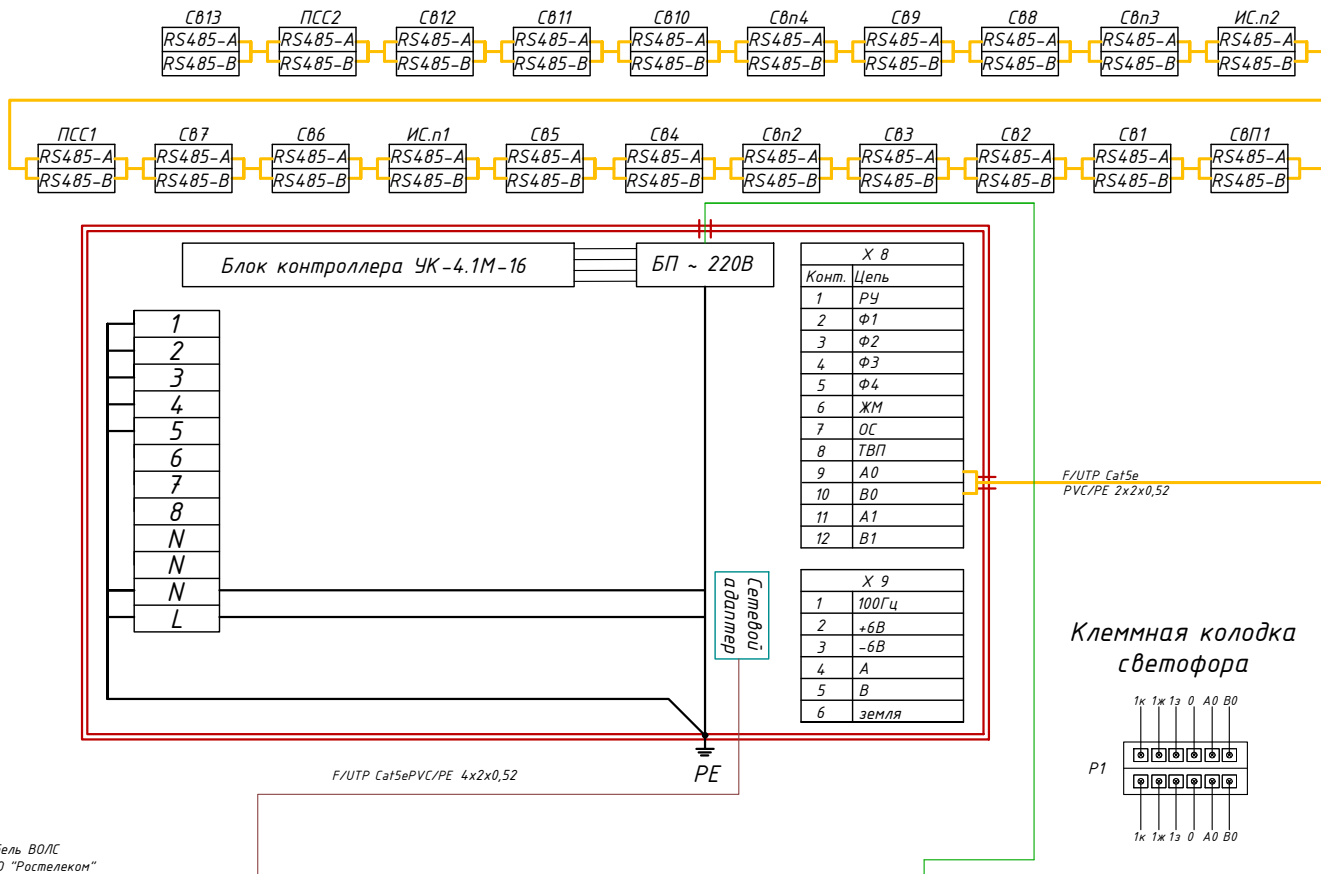 Св13 ПСС2 Св12 Св11 Св10 Свп4 Св9 Св8 Свп3 ИС.п2
RS485-A RS485-A RS485-A RS485-A RS485-A RS485-A RS485-A RS485-A RS485-A RS485-A
RS485-B RS485-B RS485-B RS485-B RS485-B RS485-B RS485-B RS485-B RS485-B RS485-B
ПСС1 Св7 Св6 ИС.п1 Св5 Св4 Свп2 Св3 Св2 Св1 СвП1
RS485-A RS485-A RS485-A RS485-A RS485-A RS485-A RS485-A RS485-A RS485-A RS485-A RS485-A
RS485-B RS485-B RS485-B RS485-B RS485-B RS485-B RS485-B RS485-B RS485-B RS485-B RS485-B
Блок контроллера УК-4.1М-16
БП ~ 220В
1
2
3
4
5
6
7
8
N
N
N
L
X 8
Конт. Цепь
1 РУ
2 Ф1
3 Ф2
4 Ф3
5 Ф4
6 ЖМ
7 ОС
8 ТВП
9 А0
10 В0
11 А1
12 В1
F/UTP Cat5e
PVC/PE 2x2x0,52
Сетевой
адаптер
X 9
1 100Гц
2 +6В
3 -6В
4 А
5 В
6 земля
PE
F/UTP Cat5ePVC/PE 4x2x0,52
Клеммная колодка
светофора
1к 1ж 1з 0 А0 В0
Р1
1к 1ж 1з 0 А0 В0
ВОЛС
"Ростелеком"